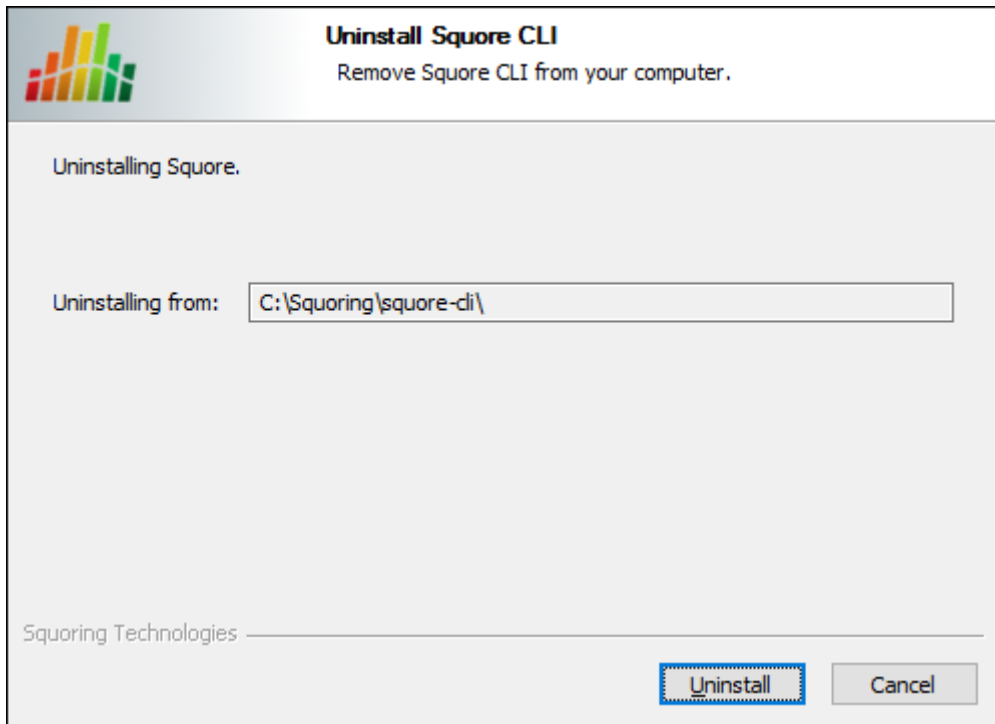 Uninstall Squore CLI
Remove Squore CLI from your computer.
Uninstalling Squore.
Uninstalling from: C:\Squoring\squore-cli\
Squoring Technologies
Uninstall Cancel